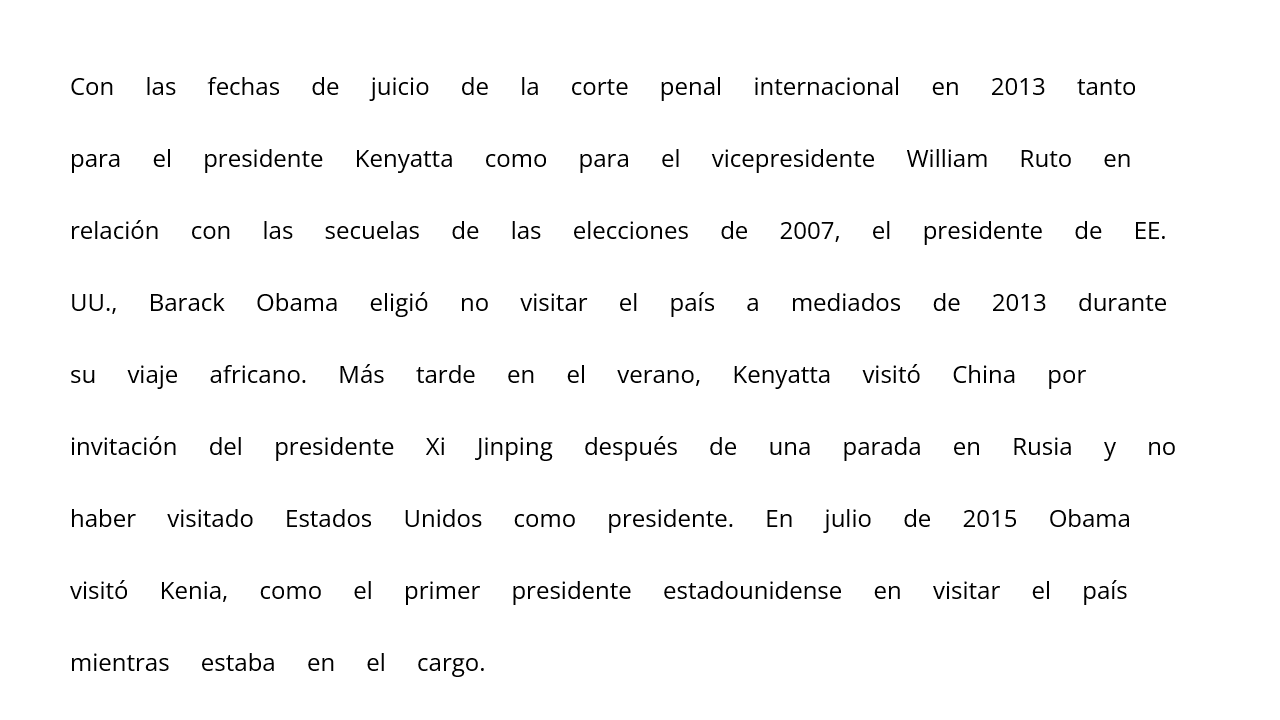 Con las fechas de juicio de la corte penal internacional en 2013 tanto
para el presidente Kenyatta como para el vicepresidente William Ruto en
relación con las secuelas de las elecciones de 2007, el presidente de EE.
UU., Barack Obama eligió no visitar el país a mediados de 2013 durante
su viaje africano. Más tarde en el verano, Kenyatta visitó China por
invitación del presidente Xi Jinping después de una parada en Rusia y no
haber visitado Estados Unidos como presidente. En julio de 2015 Obama
visitó Kenia, como el primer presidente estadounidense en visitar el país
mientras estaba en el cargo.